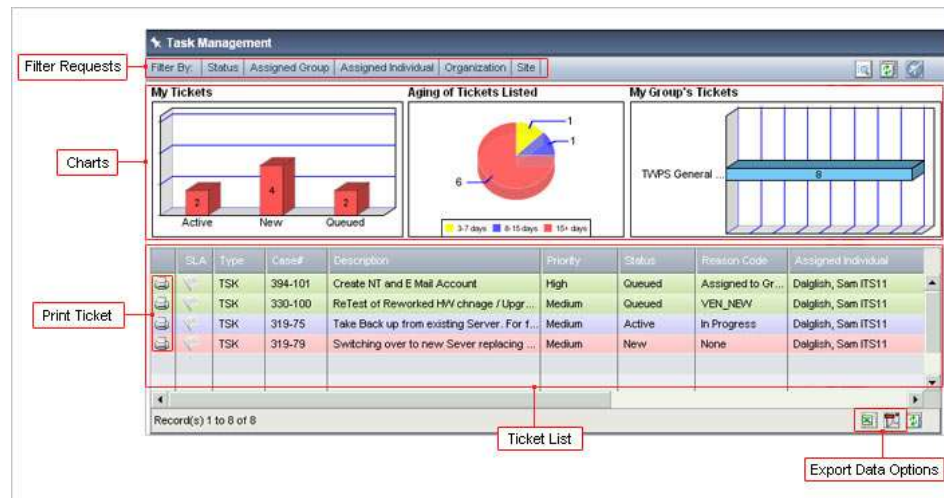 Task Management
Filter Requests
Filter By: Status Assigned Group Assigned Individual Organization Site
My Tickets
Aging of Tickets Listed
My Group's Tickets
Charts
2
4
2
Active New Queued
1
1
6
3-7 days 8-15 days 15+ days
TWPS General ...
8
SLA Type Case# Description Priority Status Reason Code Assigned Individual
Print Ticket
TSK 394-101 Create NT and E Mail Account High Queued Assigned to Gr... Dalglish, Sam ITS11
TSK 330-100 ReTest of Reworked HW chnage / Upgr... Medium Queued VEN_NEW Dalglish, Sam ITS11
TSK 319-75 Take Back up from existing Server. For f... Medium Active In Progress Dalglish, Sam ITS11
TSK 319-79 Switching over to new Sever replacing ... Medium New None Dalglish, Sam ITS11
Record(s) 1 to 8 of 8
Ticket List
Export Data Options